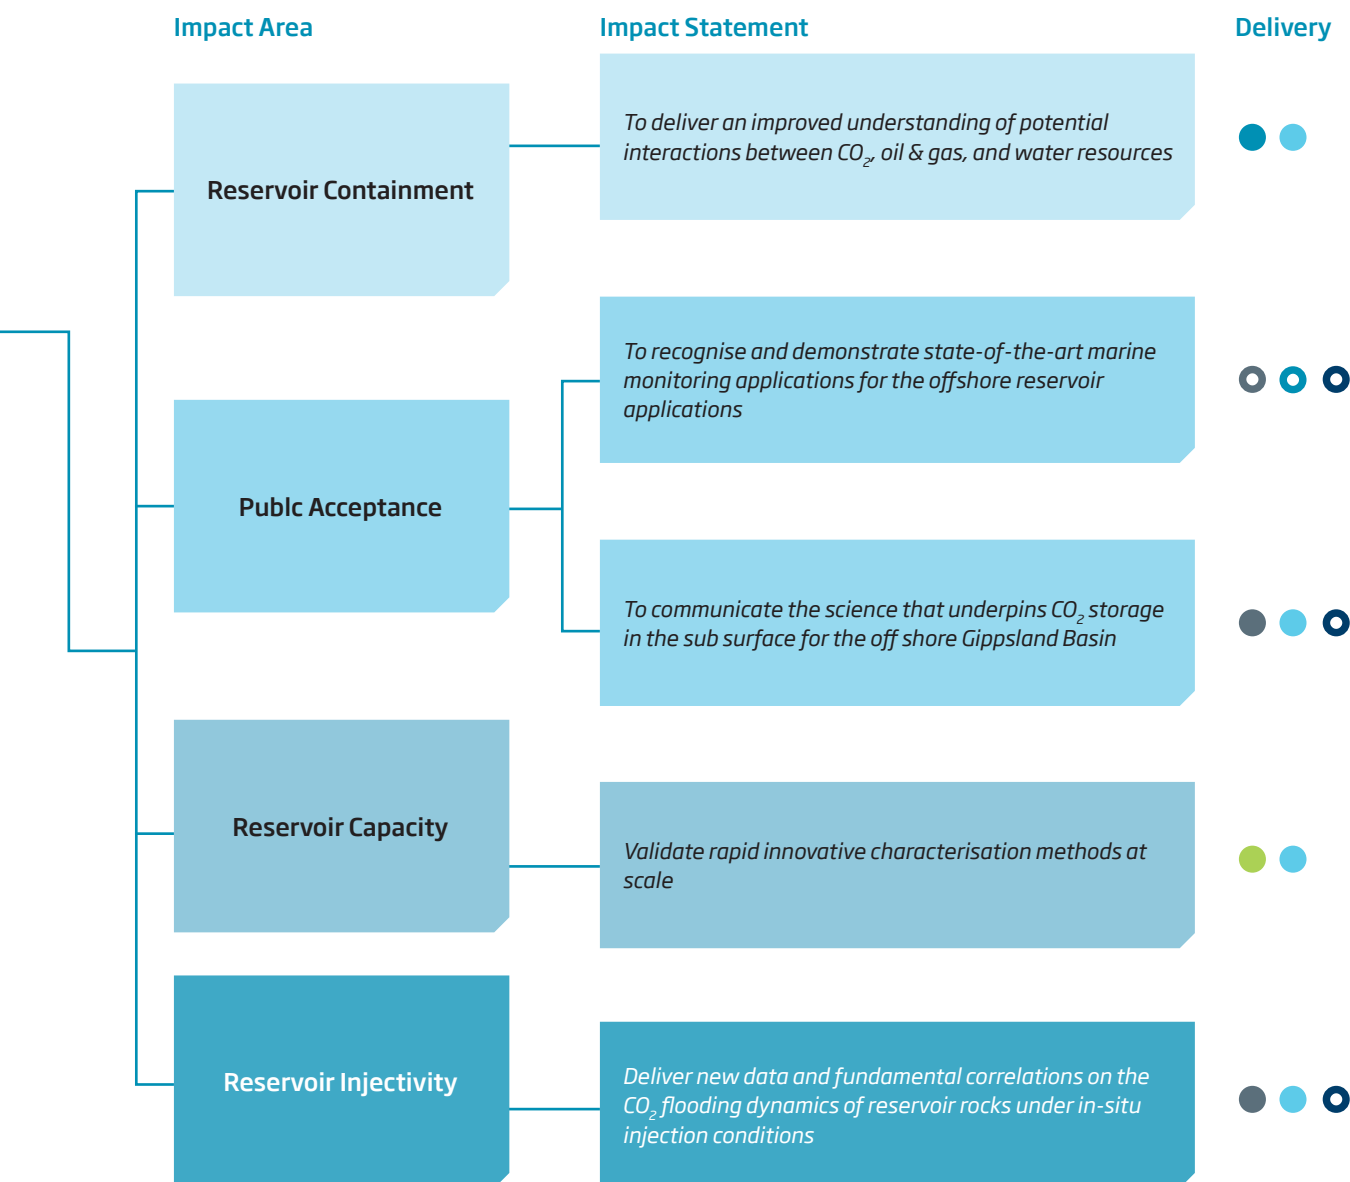 Impact Area
Impact Statement
Delivery
Reservoir Containment
To deliver an improved understanding of potential
interactions between CO₂, oil & gas, and water resources
Publc Acceptance
To recognise and demonstrate state-of-the-art marine
monitoring applications for the offshore reservoir
applications
To communicate the science that underpins CO₂ storage
in the sub surface for the off shore Gippsland Basin
Reservoir Capacity
Validate rapid innovative characterisation methods at
scale
Reservoir Injectivity
Deliver new data and fundamental correlations on the
CO₂ flooding dynamics of reservoir rocks under in-situ
injection conditions